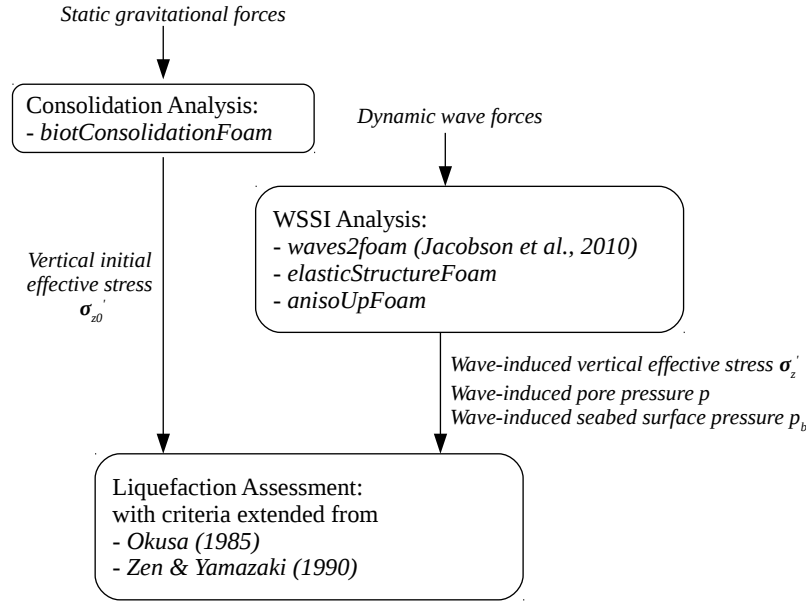 Static gravitational forces
Consolidation Analysis:
- biotConsolidationFoam
Dynamic wave forces
WSSI Analysis:
- waves2foam (Jacobson et al., 2010)
- elasticStructureFoam
- anisoUpFoam
Vertical initial
effective stress
σz0'
Wave-induced vertical effective stress σz'
Wave-induced pore pressure p
Wave-induced seabed surface pressure pb
Liquefaction Assessment:
with criteria extended from
- Okusa (1985)
- Zen & Yamazaki (1990)